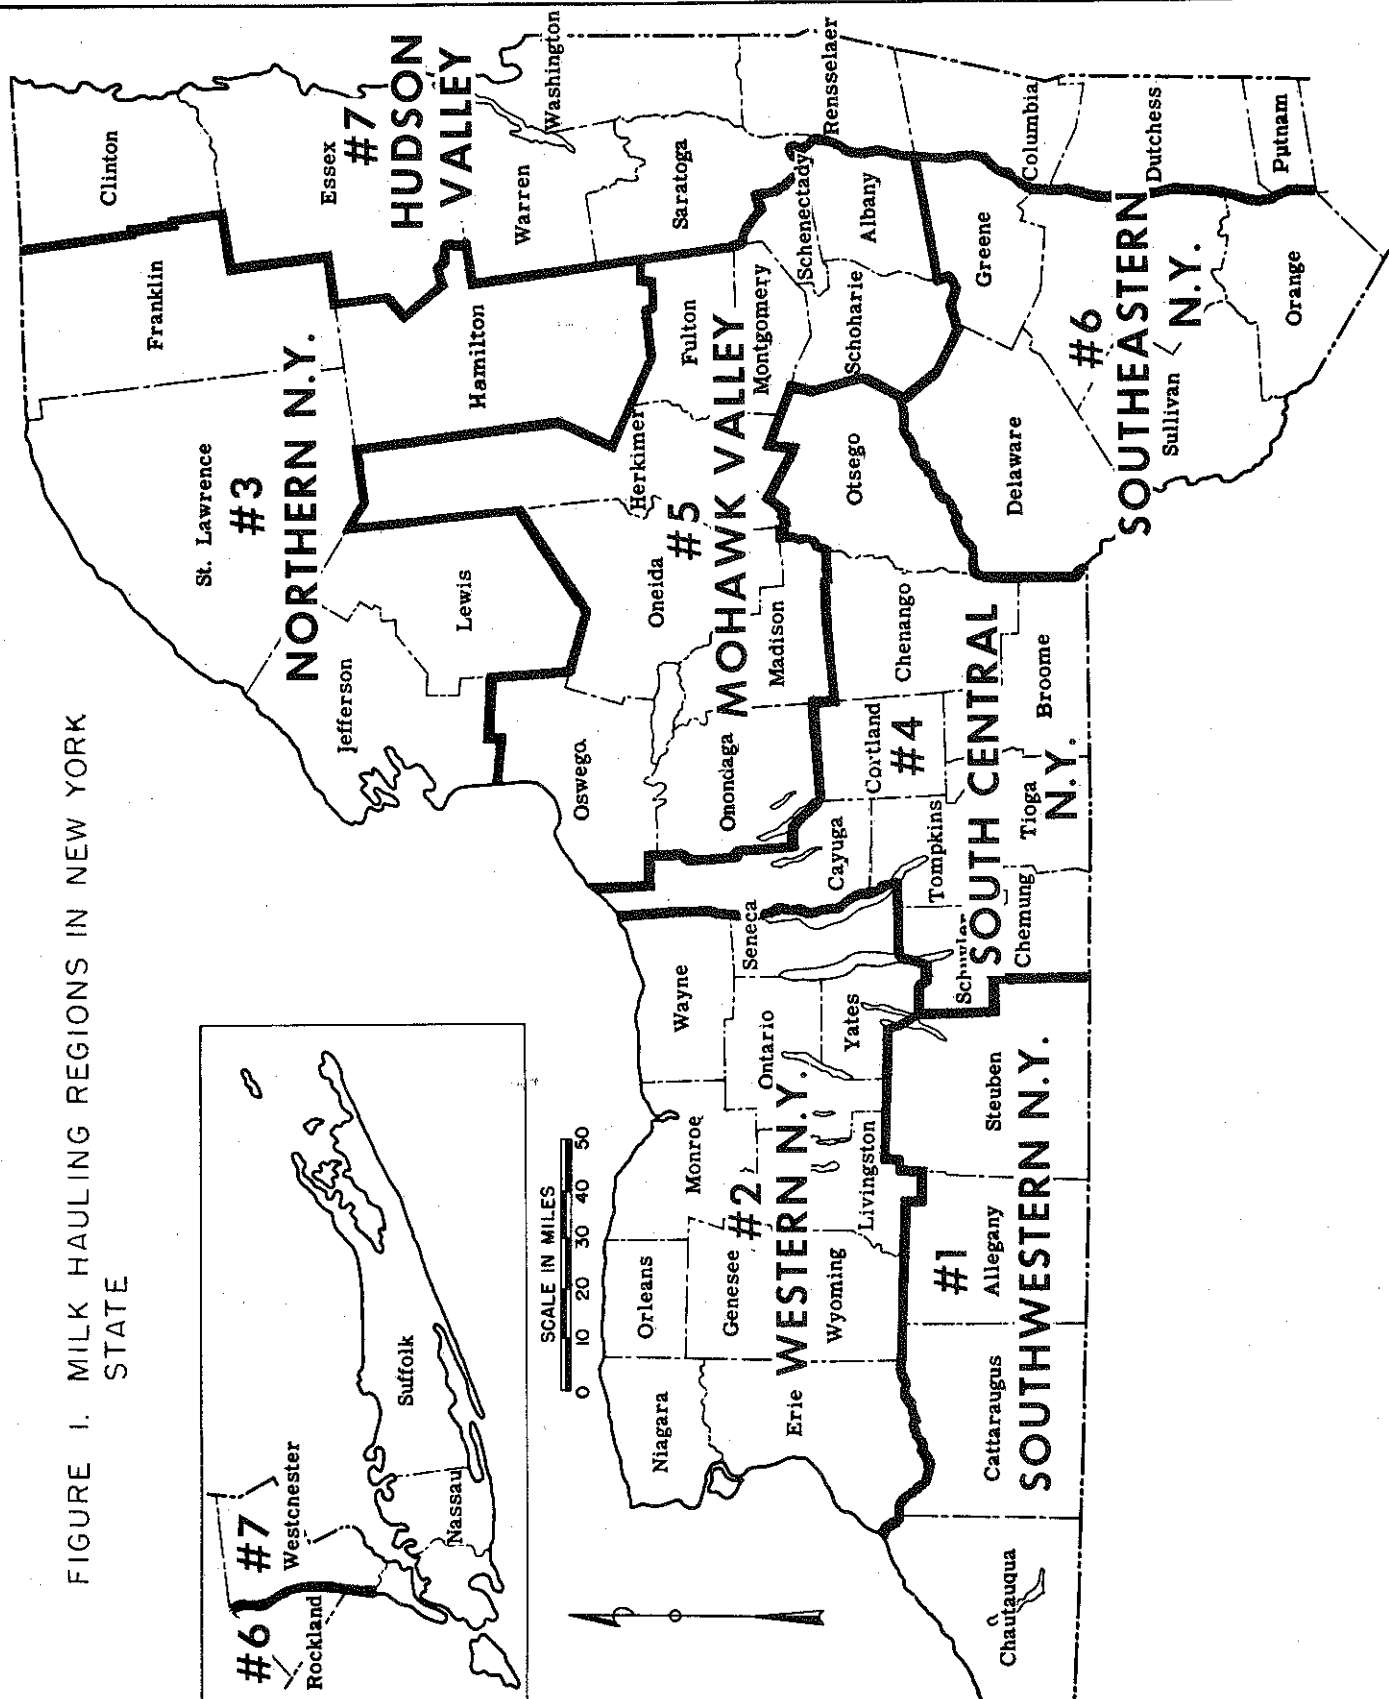 FIGURE 1. MILK HAULING REGIONS IN NEW YORK
STATE
#6
#7
Rockland
Westchester
Nassau
Suffolk
SCALE IN MILES
0 10 20 30 40 50
Clinton
Franklin
St. Lawrence
#3
NORTHERN N.Y.
Jefferson
Lewis
Hamilton
Essex
#7
HUDSON
VALLEY
Warren
Washington
Saratoga
Rensselaer
Columbia
Dutchess
Putnam
Oswego
Oneida
Herkimer
Fulton
Montgomery
#5
MOHAWK VALLEY
Onondaga
Madison
Schenectady
Albany
Schoharie
Otsego
Greene
Delaware
#6
SOUTHEASTERN
N.Y.
Sullivan
Orange
Cayuga
Cortland
Chenango
#4
Tompkins
SOUTH CENTRAL
N.Y.
Schuyler
Chemung
Tioga
Broome
Niagara
Orleans
Monroe
Wayne
Seneca
Genesee
Ontario
#2
WESTERN N.Y.
Erie
Wyoming
Livingston
Yates
#1
Chautauqua
Cattaraugus
Allegany
Steuben
SOUTHWESTERN N.Y.